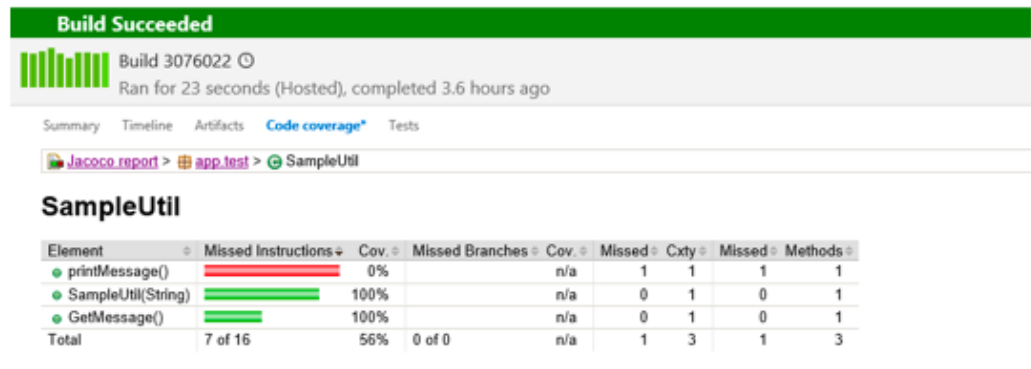 Build Succeeded
Build 3076022
Ran for 23 seconds (Hosted), completed 3.6 hours ago
Summary Timeline Artifacts Code coverage* Tests
Jacoco report > app.test > SampleUtil
SampleUtil
Element Missed Instructions Cov. Missed Branches Cov. Missed Cxty Missed Methods
printMessage() 0% n/a 1 1 1 1
SampleUtil(String) 100% n/a 0 1 0 1
GetMessage() 100% n/a 0 1 0 1
Total 7 of 16 56% 0 of 0 n/a 1 3 1 3